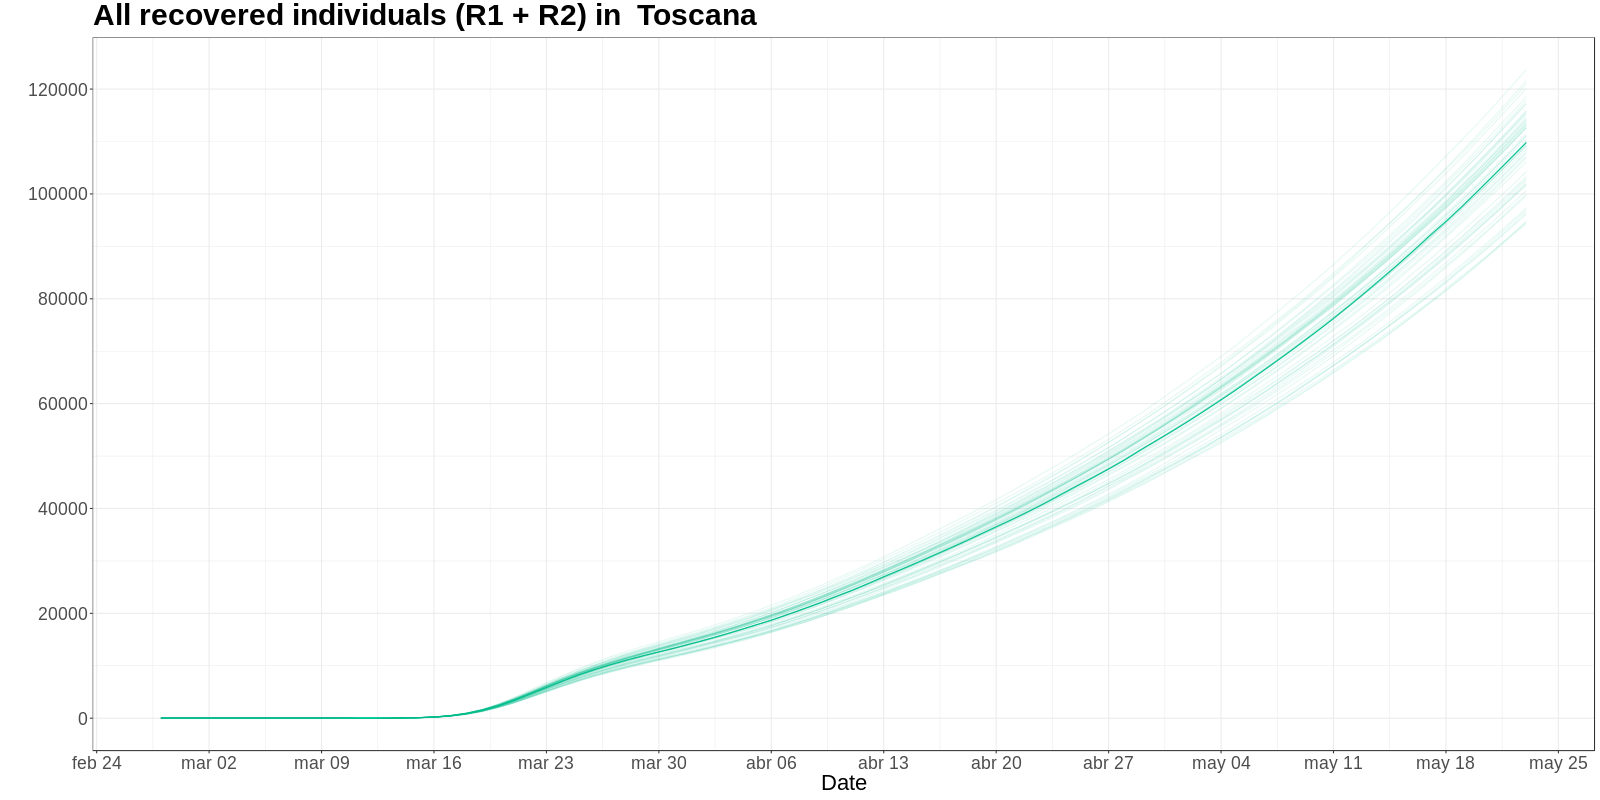 All recovered individuals (R1 + R2) in  Toscana
120000
100000
80000
60000
40000
20000
0
feb 24 mar 02 mar 09 mar 16 mar 23 mar 30 abr 06 abr 13 abr 20 abr 27 may 04 may 11 may 18 may 25
Date